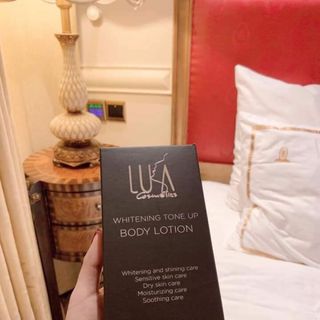 LUSA
Cosmetics
WHITENING TONE UP
BODY LOTION
Whitening and shining care
Sensitive skin care
Dry skin care
Moisturizing care
Soothing care